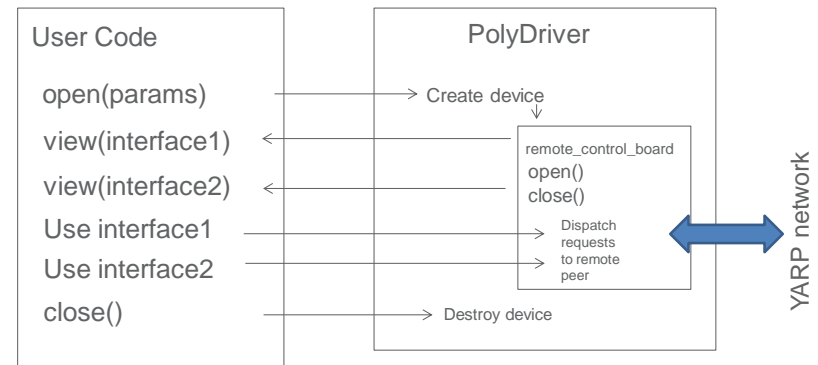 User Code
open(params)
view(interface1)
view(interface2)
Use interface1
Use interface2
close()
PolyDriver
Create device
remote_control_board
open()
close()
Dispatch
requests
to remote
peer
Destroy device
YARP network